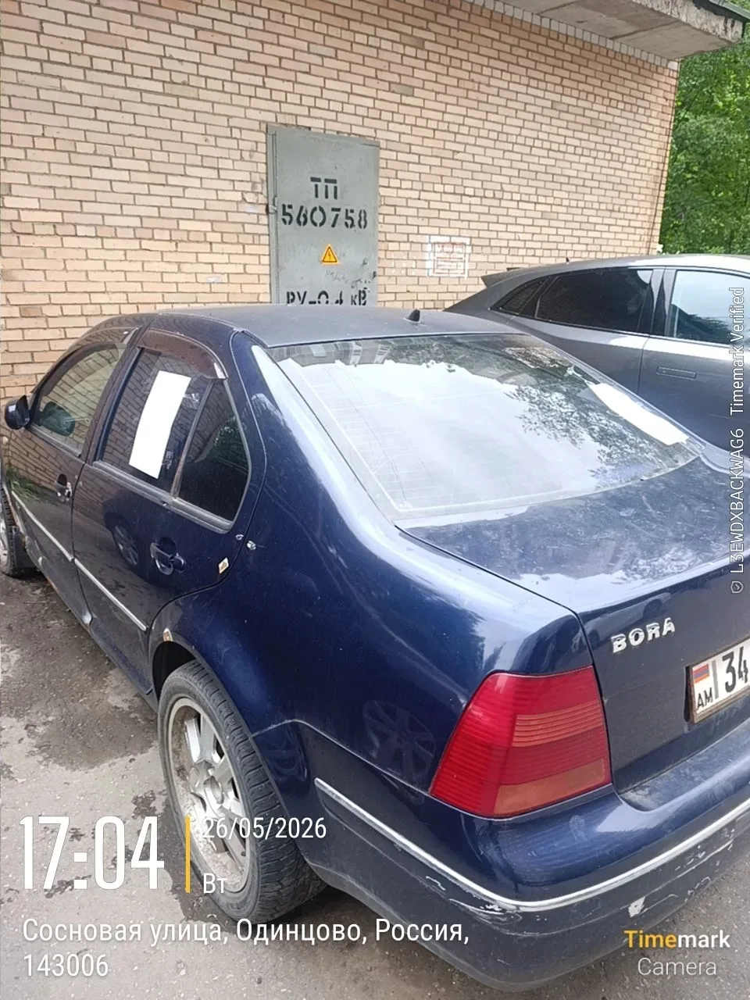 ТП
560758
РУ-0.4 кВ
BORA
AM
34
17:04
26/05/2026
Вт
Сосновая улица, Одинцово, Россия,
143006
Timemark
Camera
L3EWDXBACKWAG6 Timemark Verified